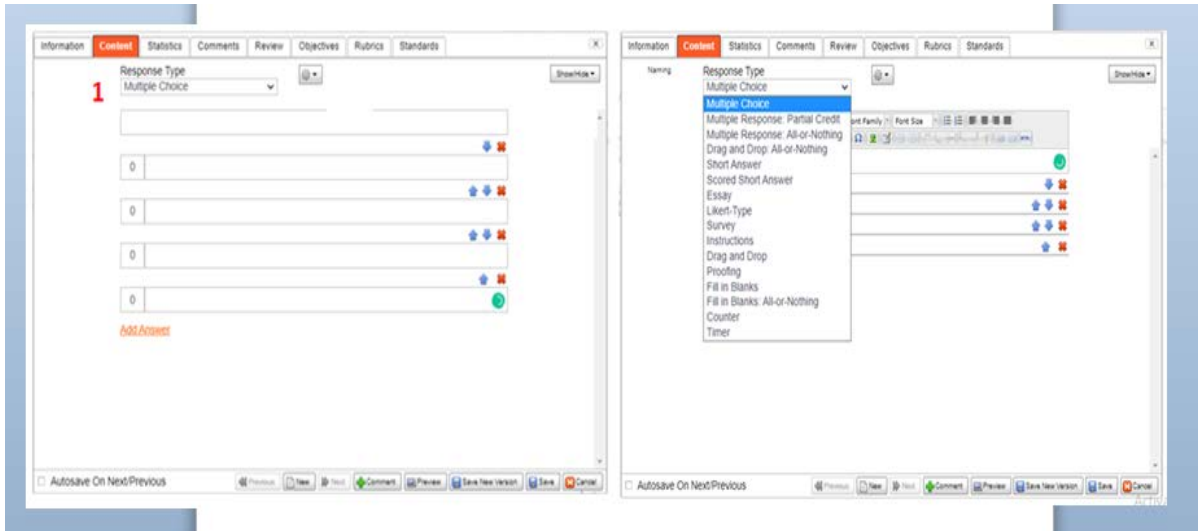 Information Content Statistics Comments Review Objectives Rubrics Standards X
Response Type
Multiple Choice
Show/Hide
1
0
0
0
0
Add Answer
Autosave On Next/Previous
Previous New Next Comment Preview Save New Version Save Cancel
Information Content Statistics Comments Review Objectives Rubrics Standards X
Naming Response Type
Multiple Choice
Show/Hide
Multiple Choice
Multiple Response: Partial Credit
Multiple Response: All-or-Nothing
Drag and Drop: All-or-Nothing
Short Answer
Scored Short Answer
Essay
Likert-Type
Survey
Instructions
Drag and Drop
Proofing
Fill in Blanks
Fill in Blanks: All-or-Nothing
Counter
Timer
ont Family Font Size
Autosave On Next/Previous
Previous New Next Comment Preview Save New Version Save Cancel